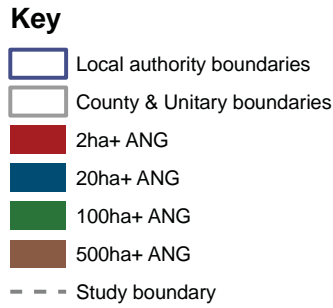 Key
Local authority boundaries
County & Unitary boundaries
2ha+ ANG
20ha+ ANG
100ha+ ANG
500ha+ ANG
Study boundary